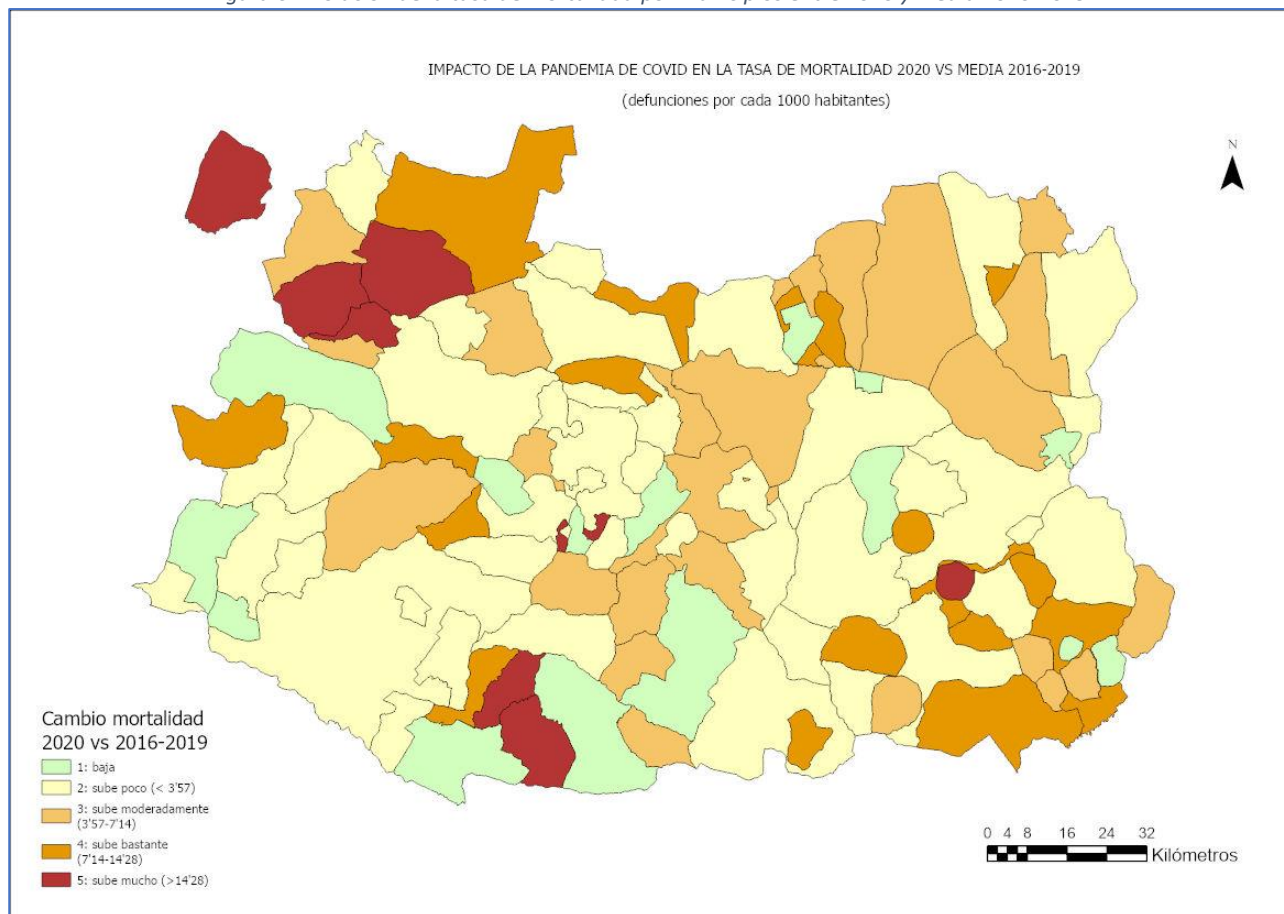 IMPACTO DE LA PANDEMIA DE COVID EN LA TASA DE MORTALIDAD 2020 VS MEDIA 2016-2019
(defunciones por cada 1000 habitantes)
N
Cambio mortalidad
2020 vs 2016-2019
1: baja
2: sube poco (< 3'57)
3: sube moderadamente
(3'57-7'14)
4: sube bastante
(7'14-14'28)
5: sube mucho (>14'28)
0 4 8 16 24 32
Kilómetros